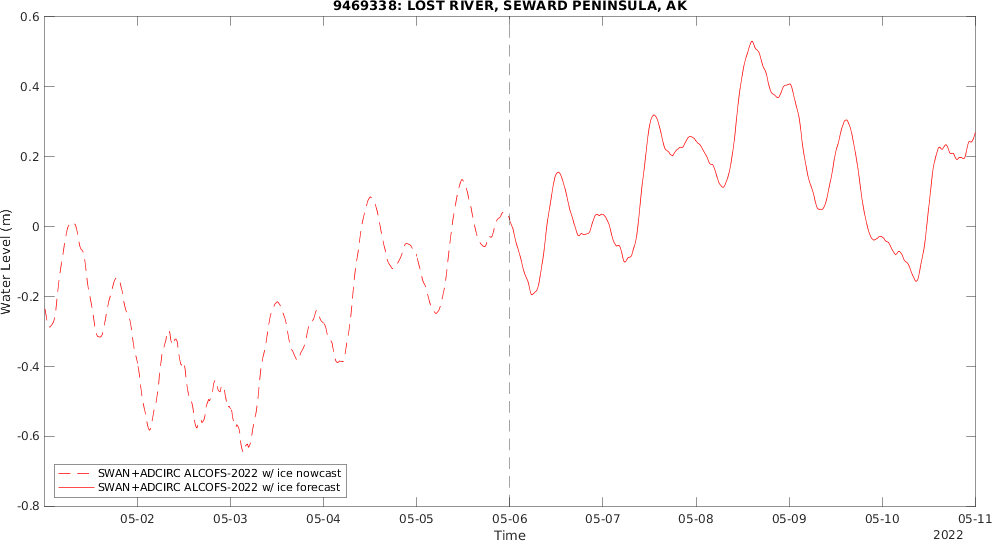 9469338: LOST RIVER, SEWARD PENINSULA, AK
0.6
0.4
0.2
0
-0.2
-0.4
-0.6
-0.8
Water Level (m)
SWAN+ADCIRC ALCOFS-2022 w/ ice nowcast
SWAN+ADCIRC ALCOFS-2022 w/ ice forecast
05-02 05-03 05-04 05-05 05-06 05-07 05-08 05-09 05-10 05-11
Time
2022